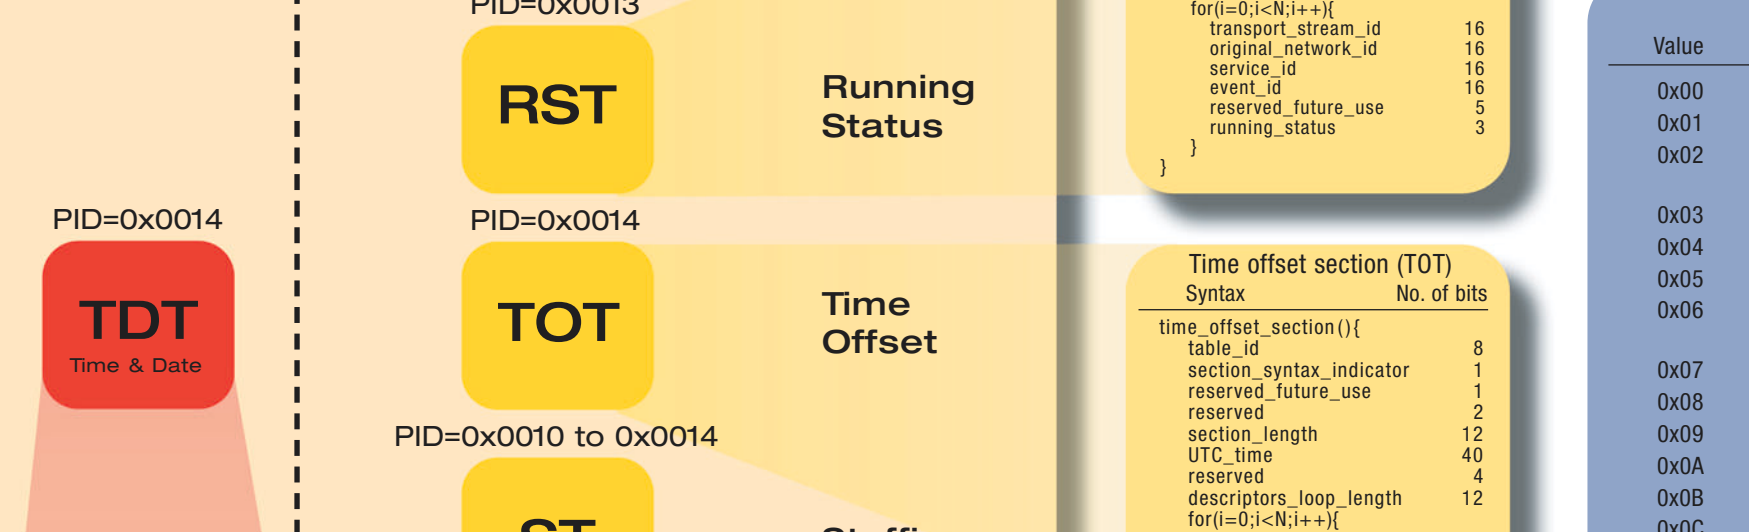 PID=0x0014
TDT
Time & Date
PID=0x0013
RST
Running
Status
PID=0x0014
TOT
Time
Offset
PID=0x0010 to 0x0014
ST
for(i=0;i<N;i++){
transport_stream_id 16
original_network_id 16
service_id 16
event_id 16
reserved_future_use 5
running_status 3
}
}
Time offset section (TOT)
Syntax No. of bits
time_offset_section(){
table_id 8
section_syntax_indicator 1
reserved_future_use 1
reserved 2
section_length 12
UTC_time 40
reserved 4
descriptors_loop_length 12
for(i=0;i<N;i++){
Value
0x00
0x01
0x02
0x03
0x04
0x05
0x06
0x07
0x08
0x09
0x0A
0x0B
0x0C